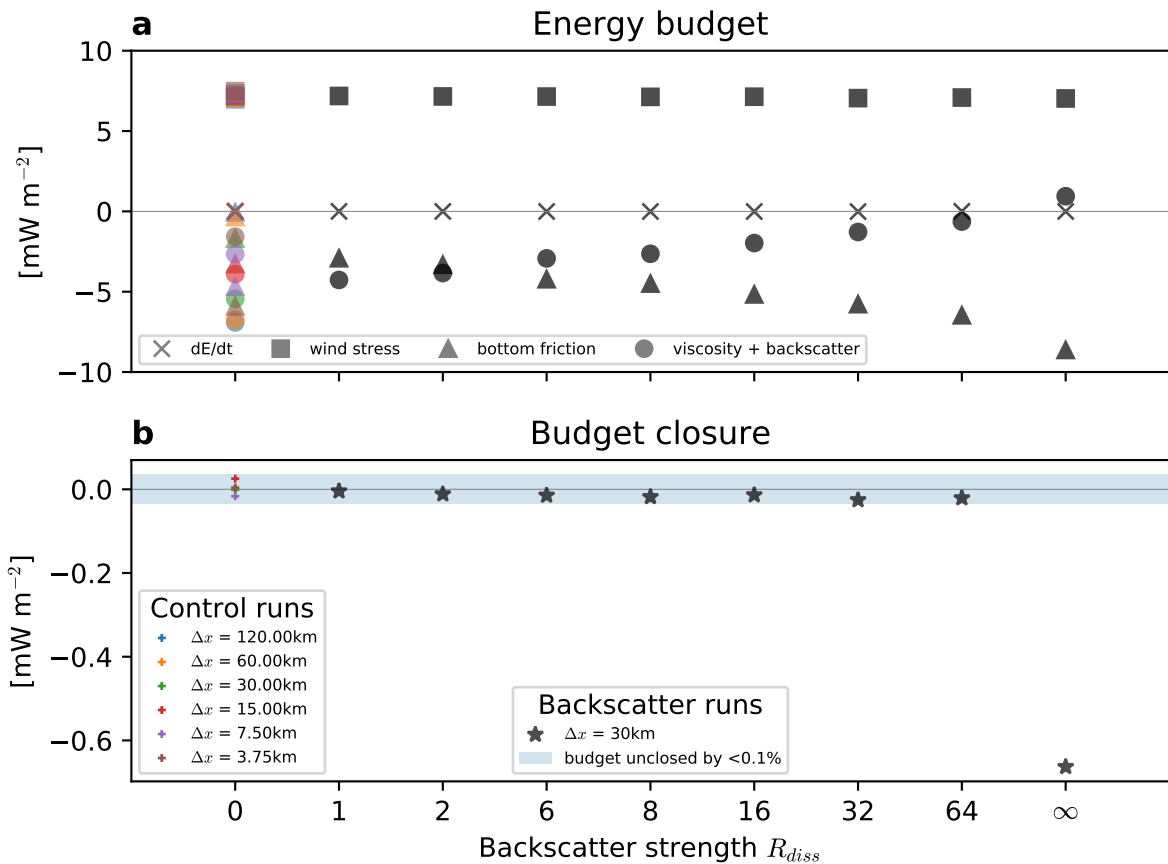 a Energy budget
10
5
0
−5
−10
[mW m⁻²]
dE/dt wind stress bottom friction viscosity + backscatter
b Budget closure
0.0
−0.2
−0.4
−0.6
[mW m⁻²]
Control runs
Δx = 120.00km
Δx = 60.00km
Δx = 30.00km
Δx = 15.00km
Δx = 7.50km
Δx = 3.75km
Backscatter runs
Δx = 30km
budget unclosed by <0.1%
0 1 2 6 8 16 32 64 ∞
Backscatter strength R_diss